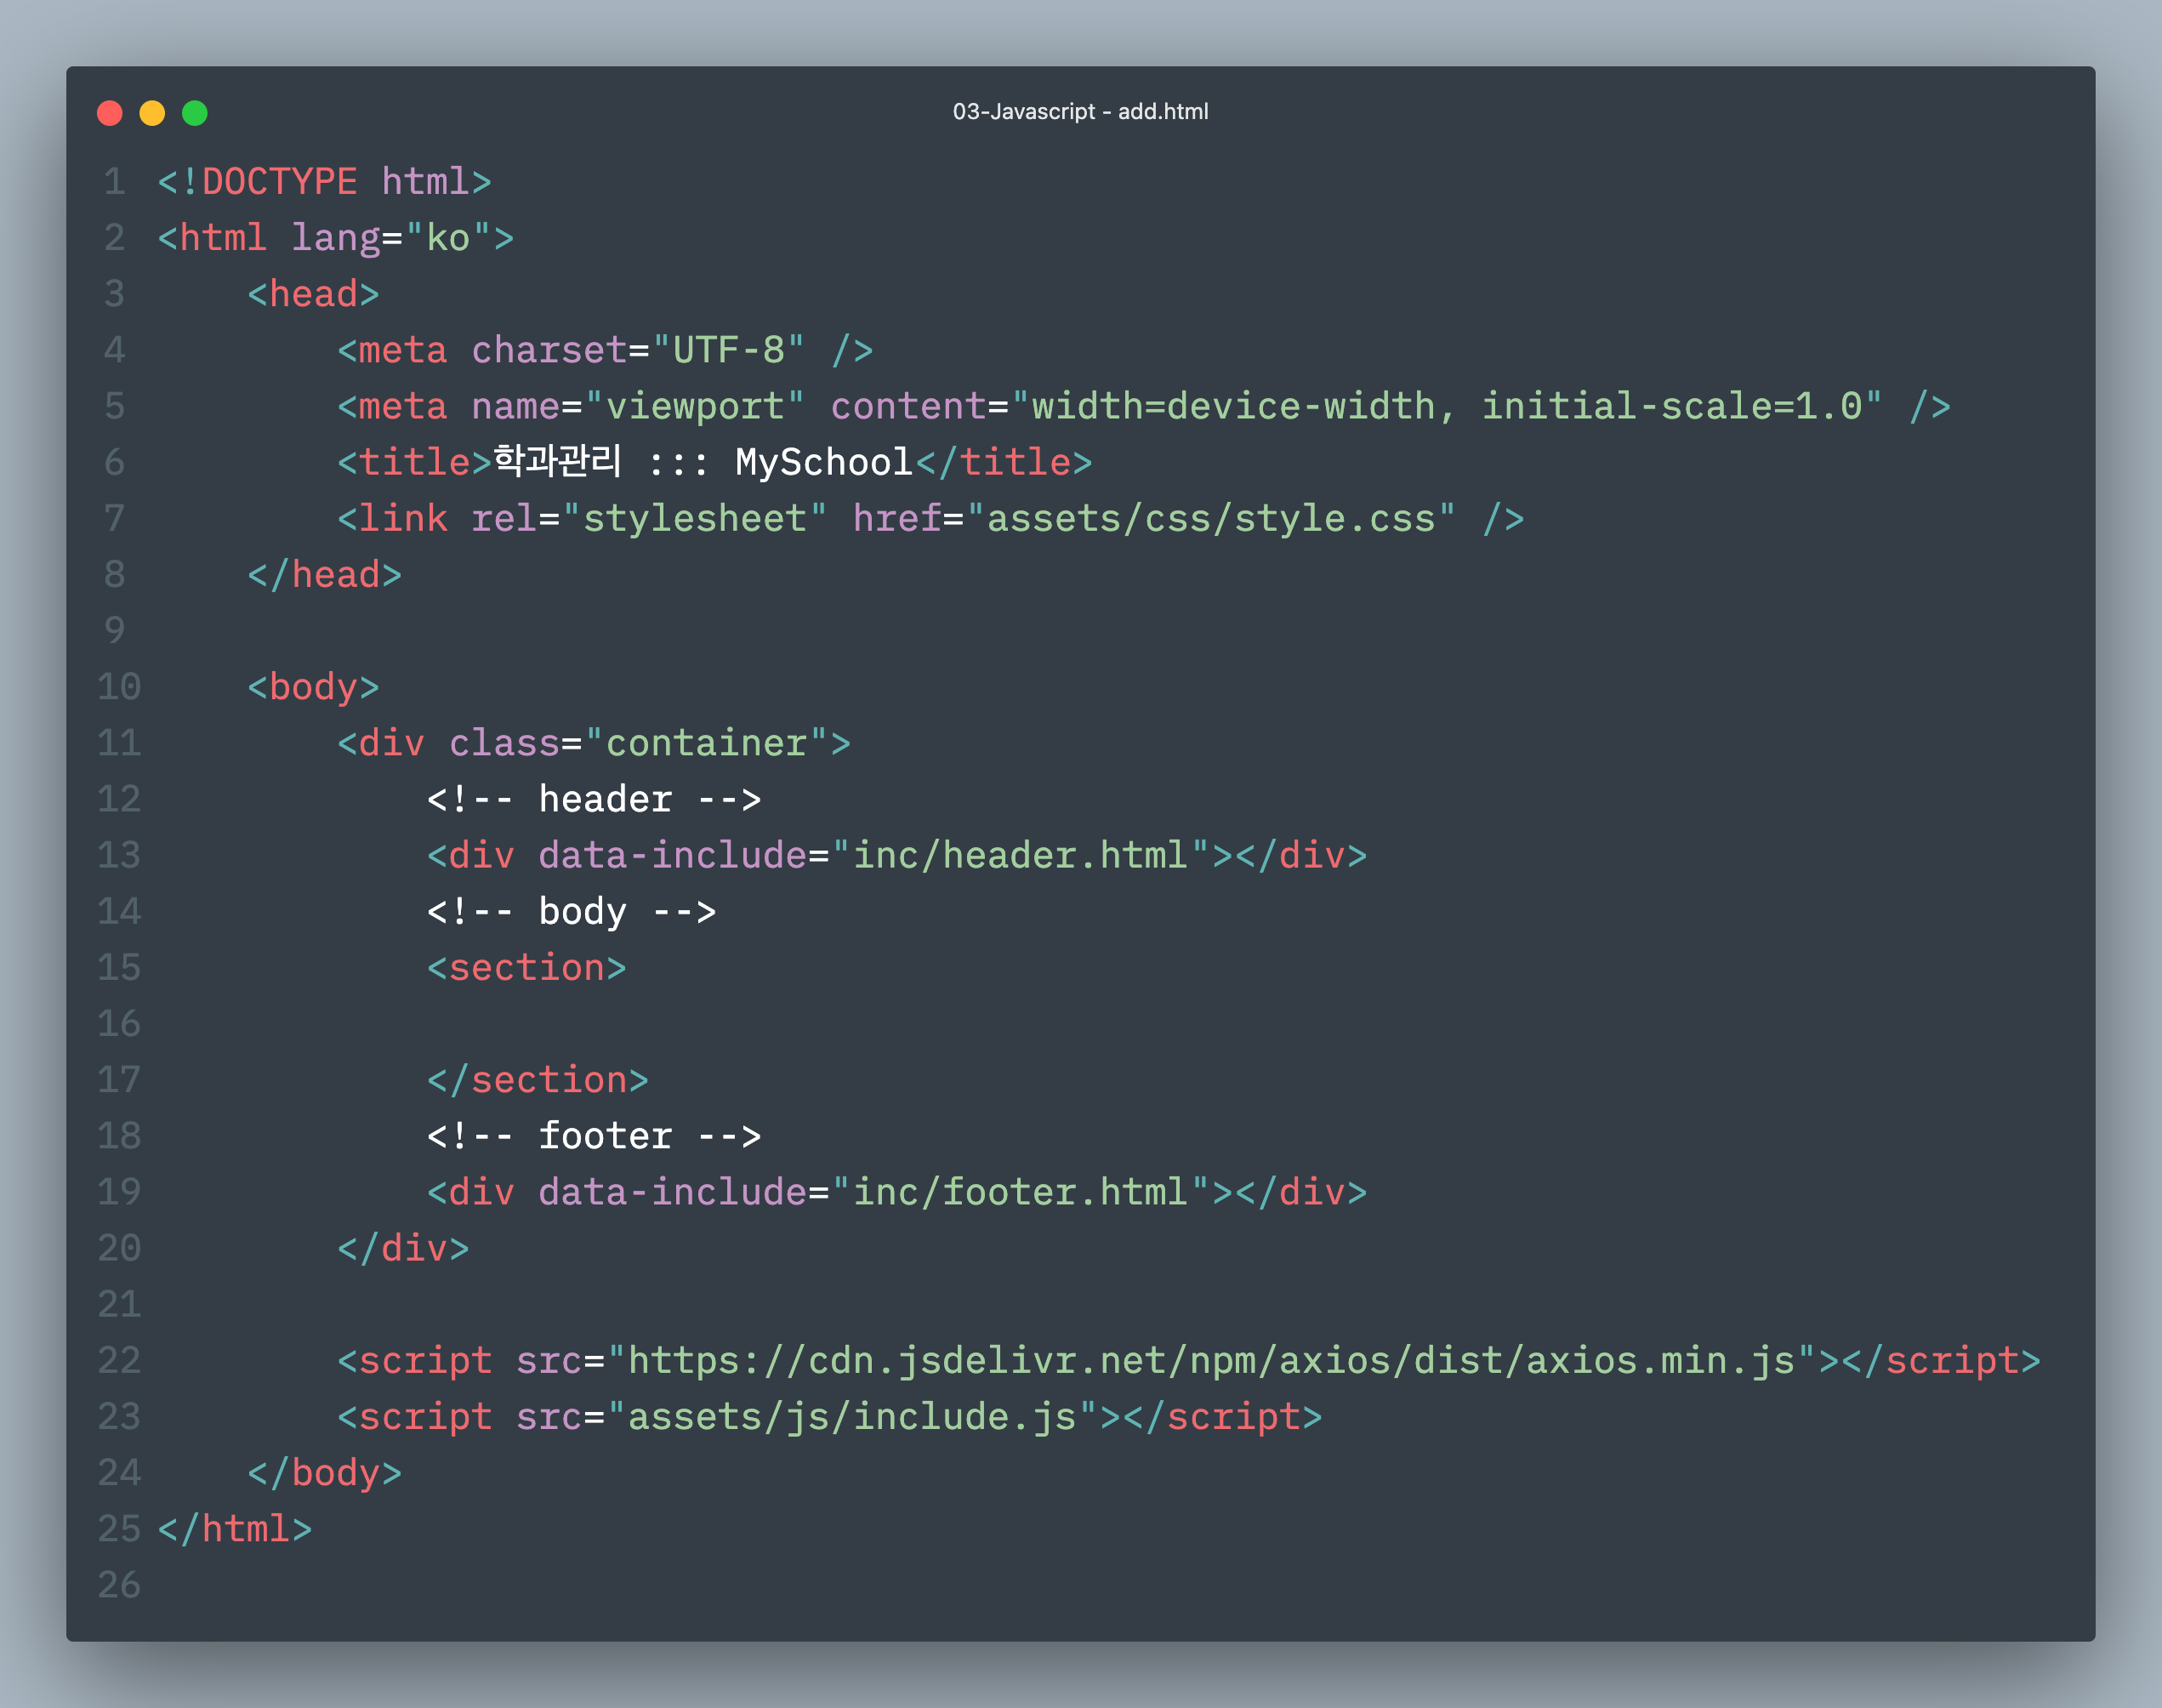 03-Javascript - add.html
1 <!DOCTYPE html>
2 <html lang="ko">
3     <head>
4         <meta charset="UTF-8" />
5         <meta name="viewport" content="width=device-width, initial-scale=1.0" />
6         <title>학과관리 ::: MySchool</title>
7         <link rel="stylesheet" href="assets/css/style.css" />
8     </head>
9
10     <body>
11         <div class="container">
12             <!-- header -->
13             <div data-include="inc/header.html"></div>
14             <!-- body -->
15             <section>
16
17             </section>
18             <!-- footer -->
19             <div data-include="inc/footer.html"></div>
20         </div>
21
22         <script src="https://cdn.jsdelivr.net/npm/axios/dist/axios.min.js"></script>
23         <script src="assets/js/include.js"></script>
24     </body>
25 </html>
26